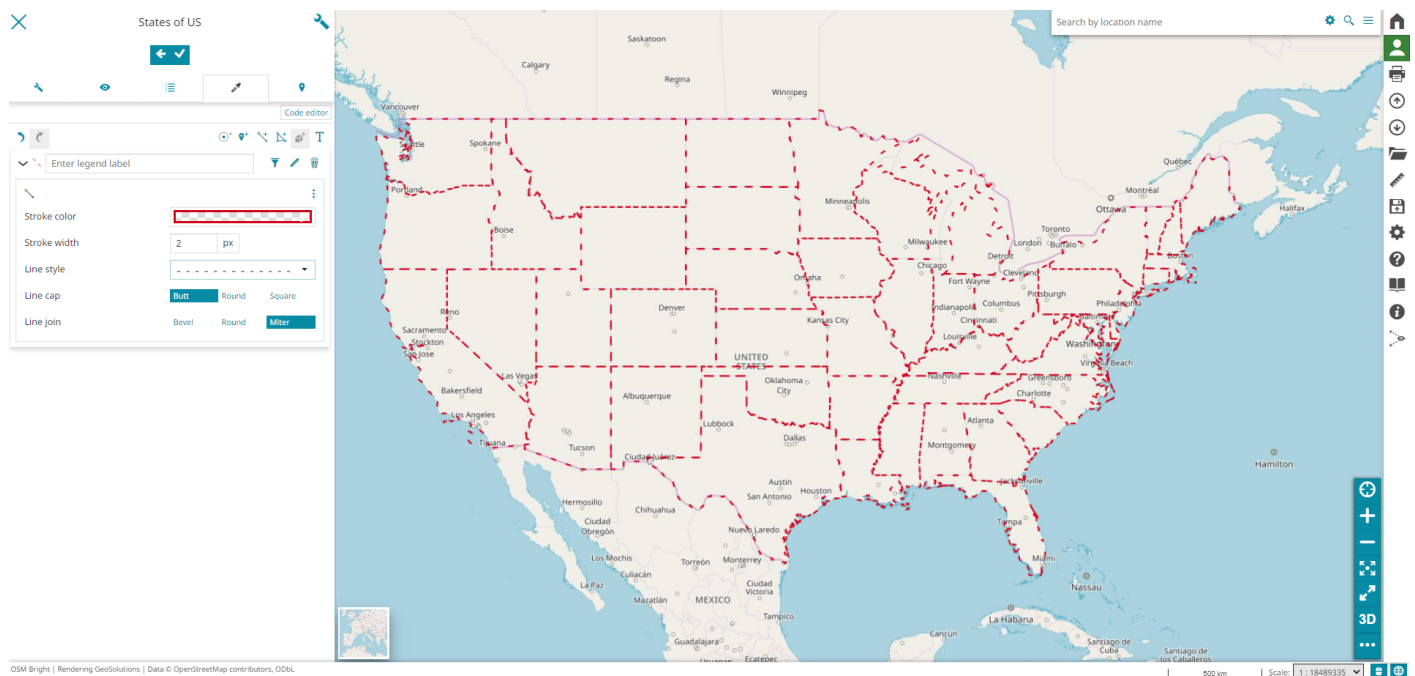 States of US
Search by location name
Code editor
T
Enter legend label
Stroke color
Stroke width
2
px
Line style
Line cap
Butt
Round
Square
Line join
Bevel
Round
Miter
Saskatoon
Calgary
Regina
Winnipeg
Vancouver
Seattle
Spokane
Québec
Portland
Montréal
Ottawa
Halifax
Minneapolis
Boise
Toronto
London
Buffalo
Milwaukee
Detroit
Boston
Chicago
Cleveland
Omaha
Fort Wayne
Pittsburgh
Denver
Indianapolis
Columbus
Philadelphia
Reno
Kansas City
Cincinnati
Baltimore
Sacramento
Stockton
Louisville
Washington
San Jose
UNITED
STATES
Virginia Beach
Las Vegas
Nashville
Greensboro
Oklahoma
City
Bakersfield
Albuquerque
Charlotte
Los Angeles
Lubbock
Atlanta
Tijuana
Tucson
Dallas
Montgomery
Ciudad Juárez
Hamilton
Austin
Jacksonville
Houston
San Antonio
Hermosillo
Chihuahua
Ciudad
Obregón
Tampa
Nuevo Laredo
Los Mochis
Torreón
Monterrey
Miami
Culiacán
La Paz
Ciudad
Victoria
Nassau
Mazatlán
MEXICO
Tampico
La Habana
3D
Cancún
Guadalajara
Santiago de
Cuba
Santiago de
los Caballeros
Uruapan
Ecatepec
OSM Bright | Rendering GeoSolutions | Data © OpenStreetMap contributors, ODbL
500 km
Scale:
1 : 18489335